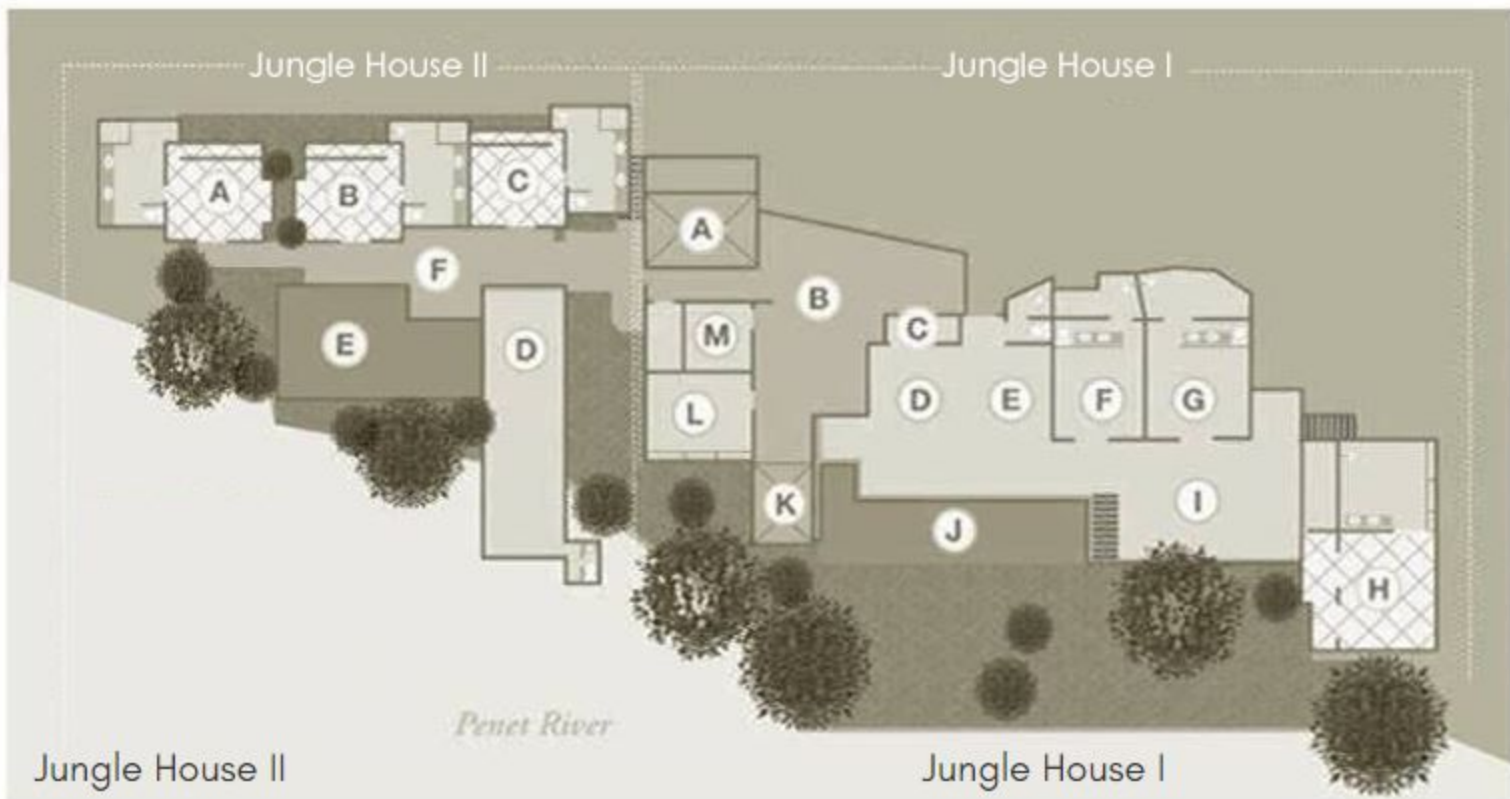 Jungle House II
Jungle House I
A
B
C
F
E
D
A
B
C
M
L
D
E
F
G
K
J
I
H
Penet River
Jungle House II
Jungle House I